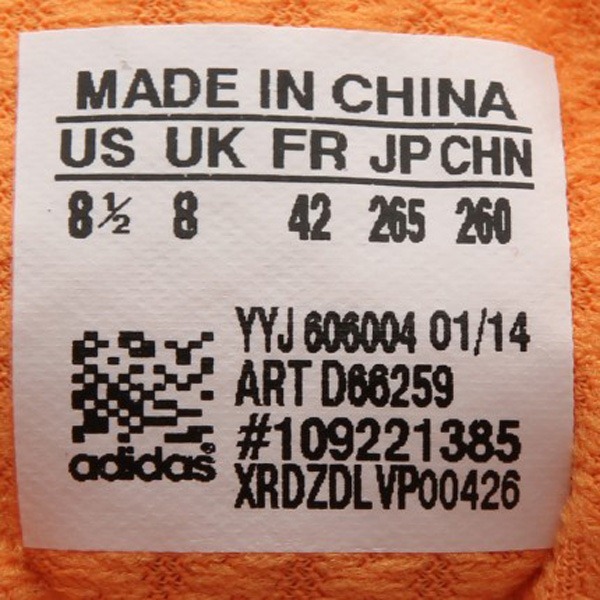 MADE IN CHINA
US UK FR JP CHN
8½ 8 42 265 260
YYJ 606004 01/14
ART D66259
#109221385
adidas®
XRDZDLVP00426